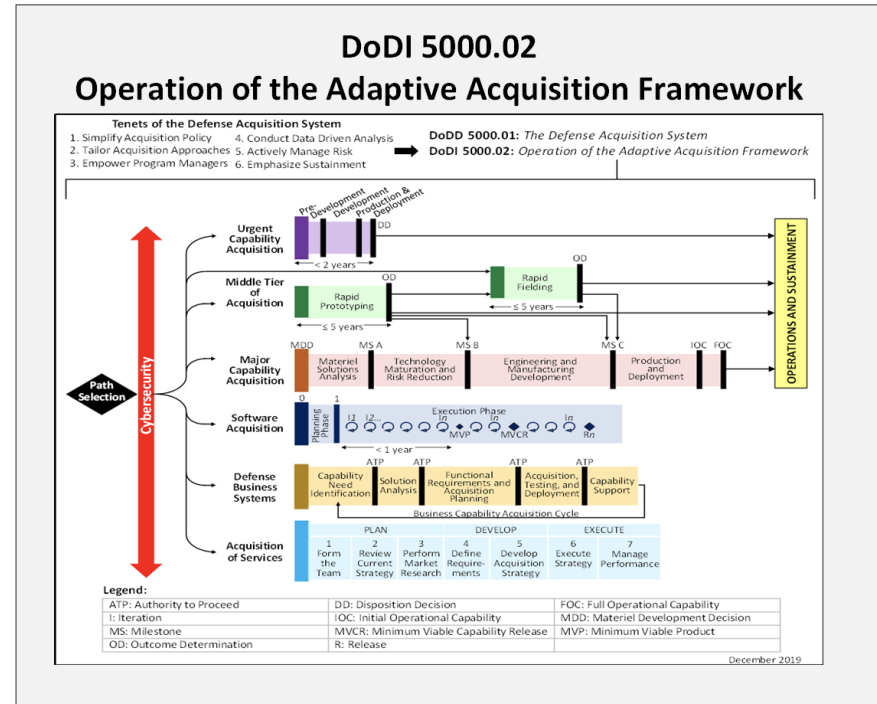 DoDI 5000.02
Operation of the Adaptive Acquisition Framework
Tenets of the Defense Acquisition System
1. Simplify Acquisition Policy
2. Tailor Acquisition Approaches
3. Empower Program Managers
4. Conduct Data Driven Analysis
5. Actively Manage Risk
6. Emphasize Sustainment
DoDD 5000.01: The Defense Acquisition System
DoDI 5000.02: Operation of the Adaptive Acquisition Framework
Path
Selection
Cybersecurity
Urgent
Capability
Acquisition
Pre-
Development
Development
Production &
Deployment
DD
< 2 years
Middle Tier
of
Acquisition
Rapid
Prototyping
OD
≤ 5 years
Rapid
Fielding
OD
≤ 5 years
Major
Capability
Acquisition
MDD
Materiel
Solutions
Analysis
MS A
Technology
Maturation and
Risk Reduction
MS B
Engineering and
Manufacturing
Development
MS C
Production
and
Deployment
IOC
FOC
Software
Acquisition
0
Planning
Phase
1
Execution Phase
I1
I2...
In
In
In
MVP
MVCR
Rn
< 1 year
Defense
Business
Systems
Capability
Need
Identification
ATP
Solution
Analysis
ATP
Functional
Requirements and
Acquisition
Planning
ATP
Acquisition,
Testing, and
Deployment
ATP
Capability
Support
Business Capability Acquisition Cycle
Acquisition
of Services
PLAN
DEVELOP
EXECUTE
1
Form
the
Team
2
Review
Current
Strategy
3
Perform
Market
Research
4
Define
Require-
ments
5
Develop
Acquisition
Strategy
6
Execute
Strategy
7
Manage
Performance
OPERATIONS AND SUSTAINMENT
Legend:
ATP: Authority to Proceed
DD: Disposition Decision
FOC: Full Operational Capability
I: Iteration
IOC: Initial Operational Capability
MDD: Materiel Development Decision
MS: Milestone
MVCR: Minimum Viable Capability Release
MVP: Minimum Viable Product
OD: Outcome Determination
R: Release
December 2019